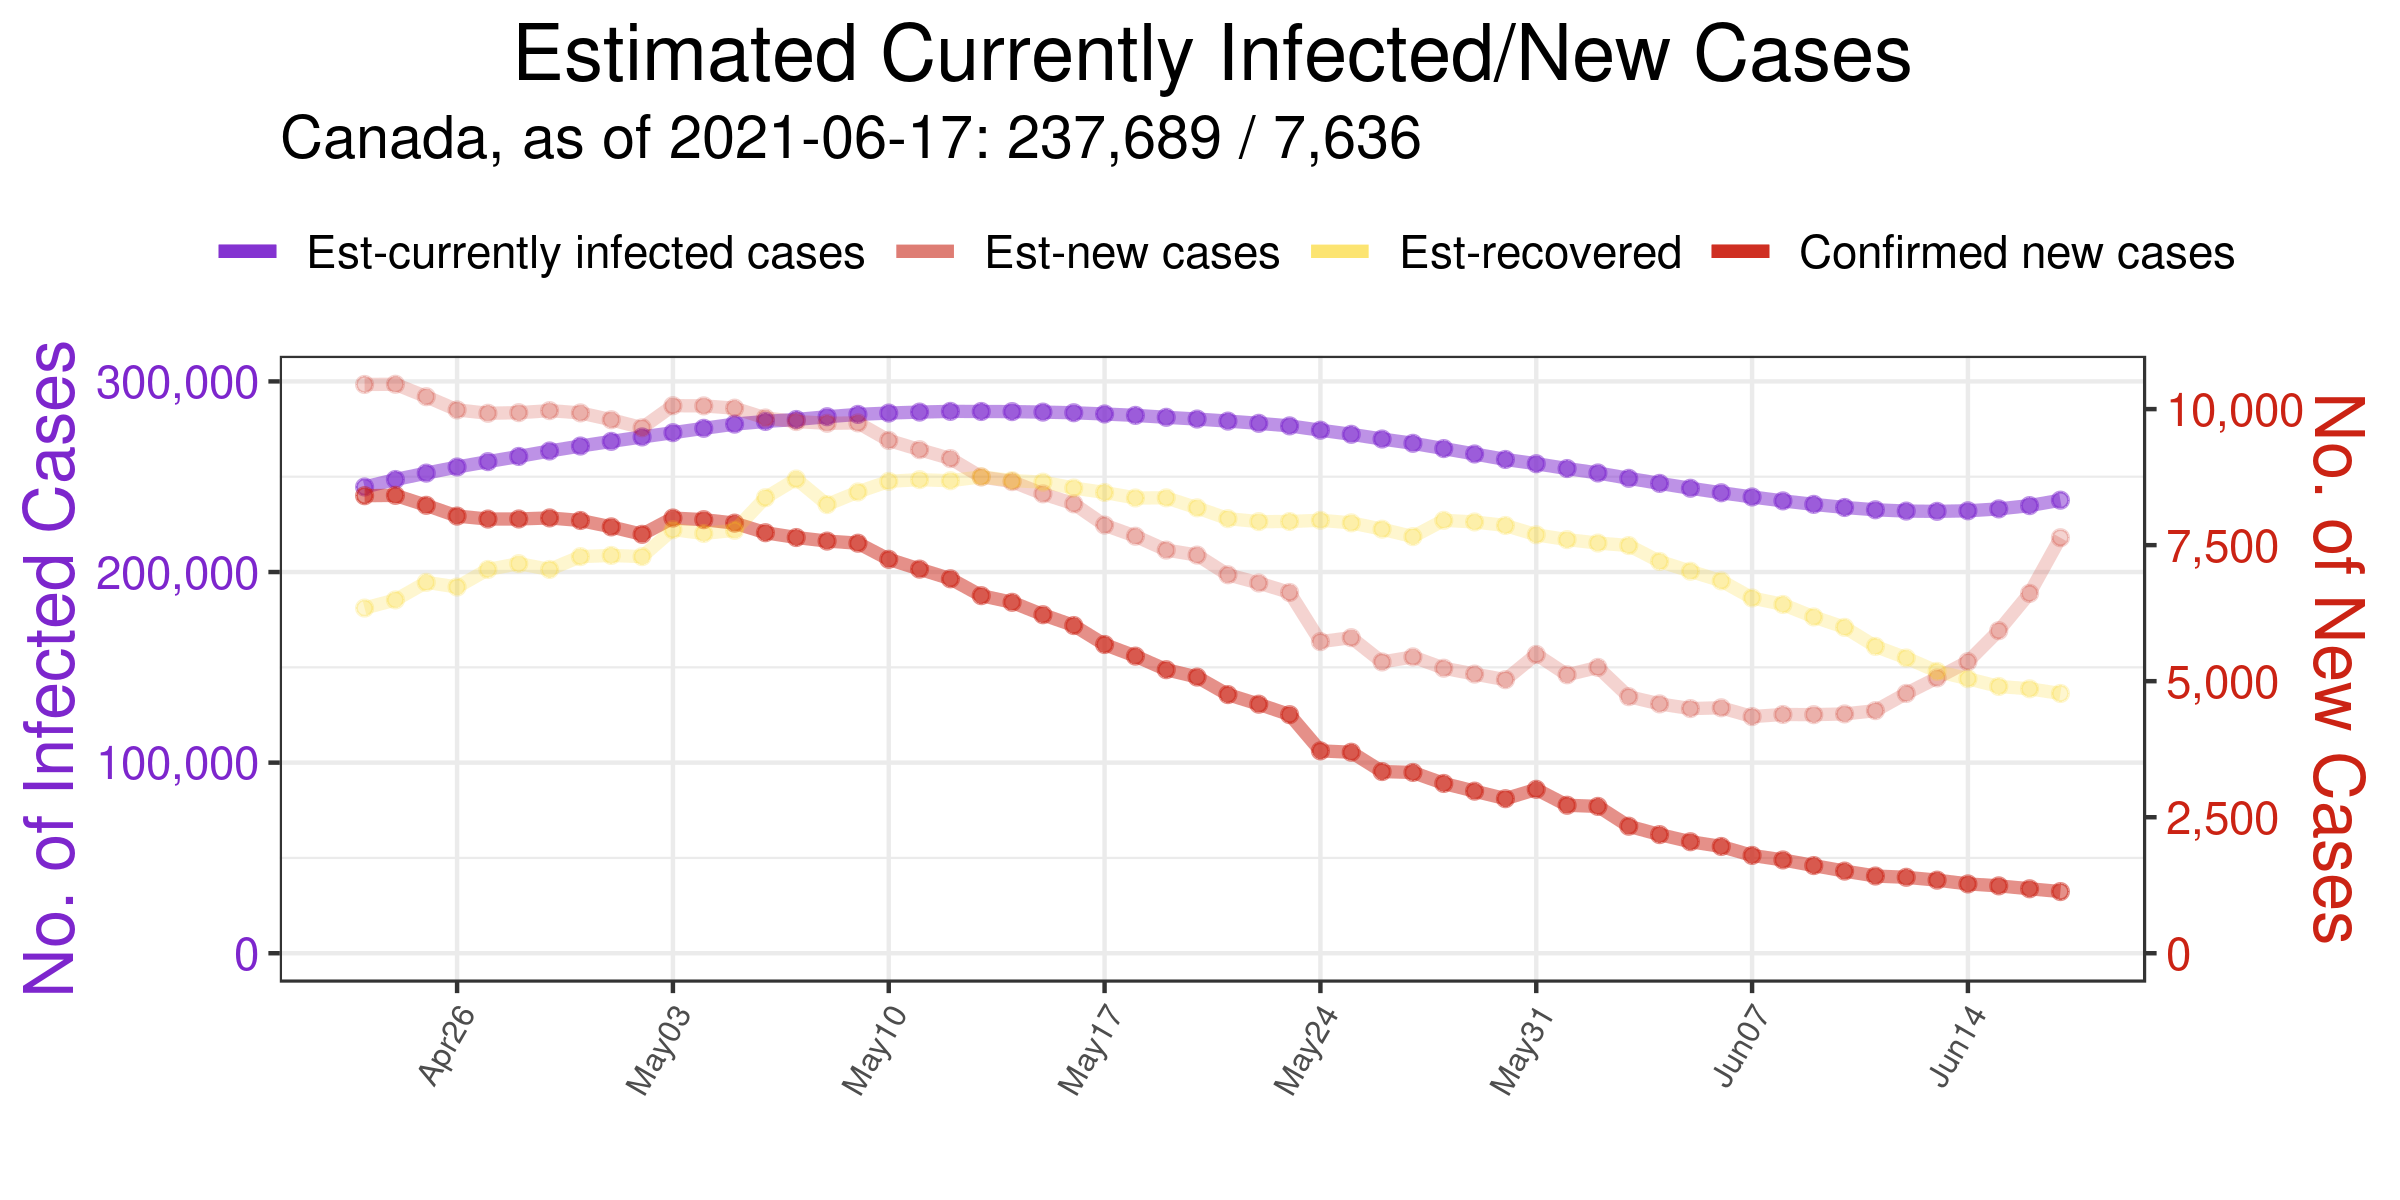 Estimated Currently Infected/New Cases
Canada, as of 2021-06-17: 237,689 / 7,636
Est-currently infected cases Est-new cases Est-recovered Confirmed new cases
No. of Infected Cases
300,000
200,000
100,000
0
10,000
7,500
5,000
2,500
0
No. of New Cases
Apr26 May03 May10 May17 May24 May31 Jun07 Jun14